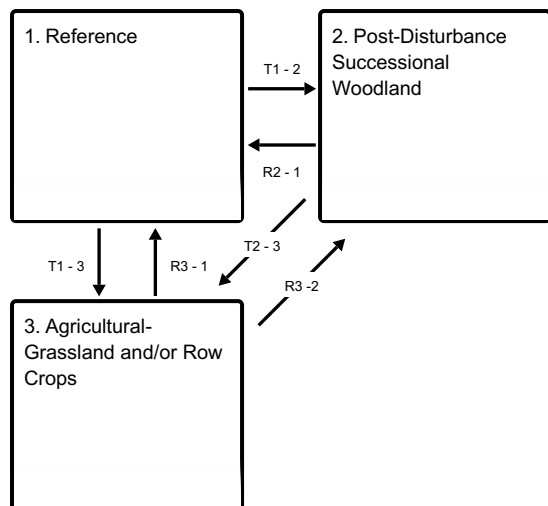 1. Reference
2. Post-Disturbance
Successional
Woodland
T1 - 2
R2 - 1
T1 - 3
R3 - 1
T2 - 3
R3 -2
3. Agricultural-
Grassland and/or Row
Crops